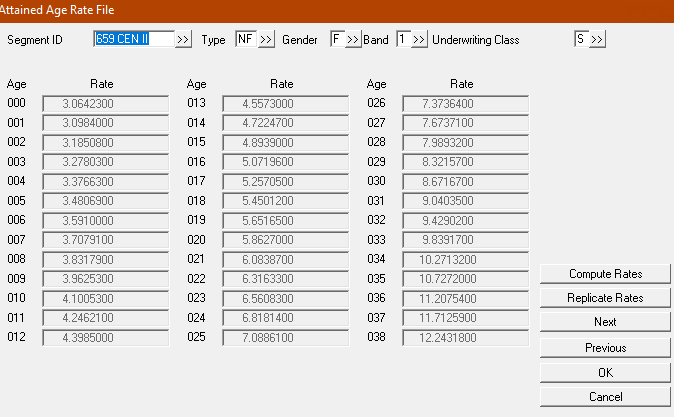 Attained Age Rate File
Segment ID 659 CEN II >> Type NF >> Gender F >> Band 1 >> Underwriting Class S >>
Age Rate Age Rate Age Rate
000 3.0642300 013 4.5573000 026 7.3736400
001 3.0984000 014 4.7224700 027 7.6737100
002 3.1850800 015 4.8939000 028 7.9893200
003 3.2780300 016 5.0719600 029 8.3215700
004 3.3766300 017 5.2570500 030 8.6716700
005 3.4806900 018 5.4501200 031 9.0403500
006 3.5910000 019 5.6516500 032 9.4290200
007 3.7079100 020 5.8627000 033 9.8391700
008 3.8317900 021 6.0838700 034 10.2713200
009 3.9625300 022 6.3163300 035 10.7272000
010 4.1005300 023 6.5608300 036 11.2075400
011 4.2462100 024 6.8181400 037 11.7125900
012 4.3985000 025 7.0886100 038 12.2431800
Compute Rates
Replicate Rates
Next
Previous
OK
Cancel